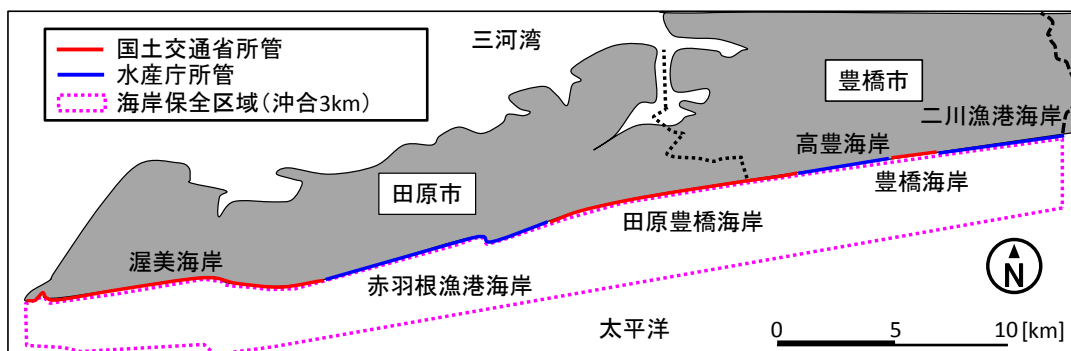 国土交通省所管
水産庁所管
海岸保全区域(沖合3km)
三河湾
豊橋市
二川漁港海岸
高豊海岸
豊橋海岸
田原市
田原豊橋海岸
渥美海岸
赤羽根漁港海岸
N
太平洋
0 5 10 [km]